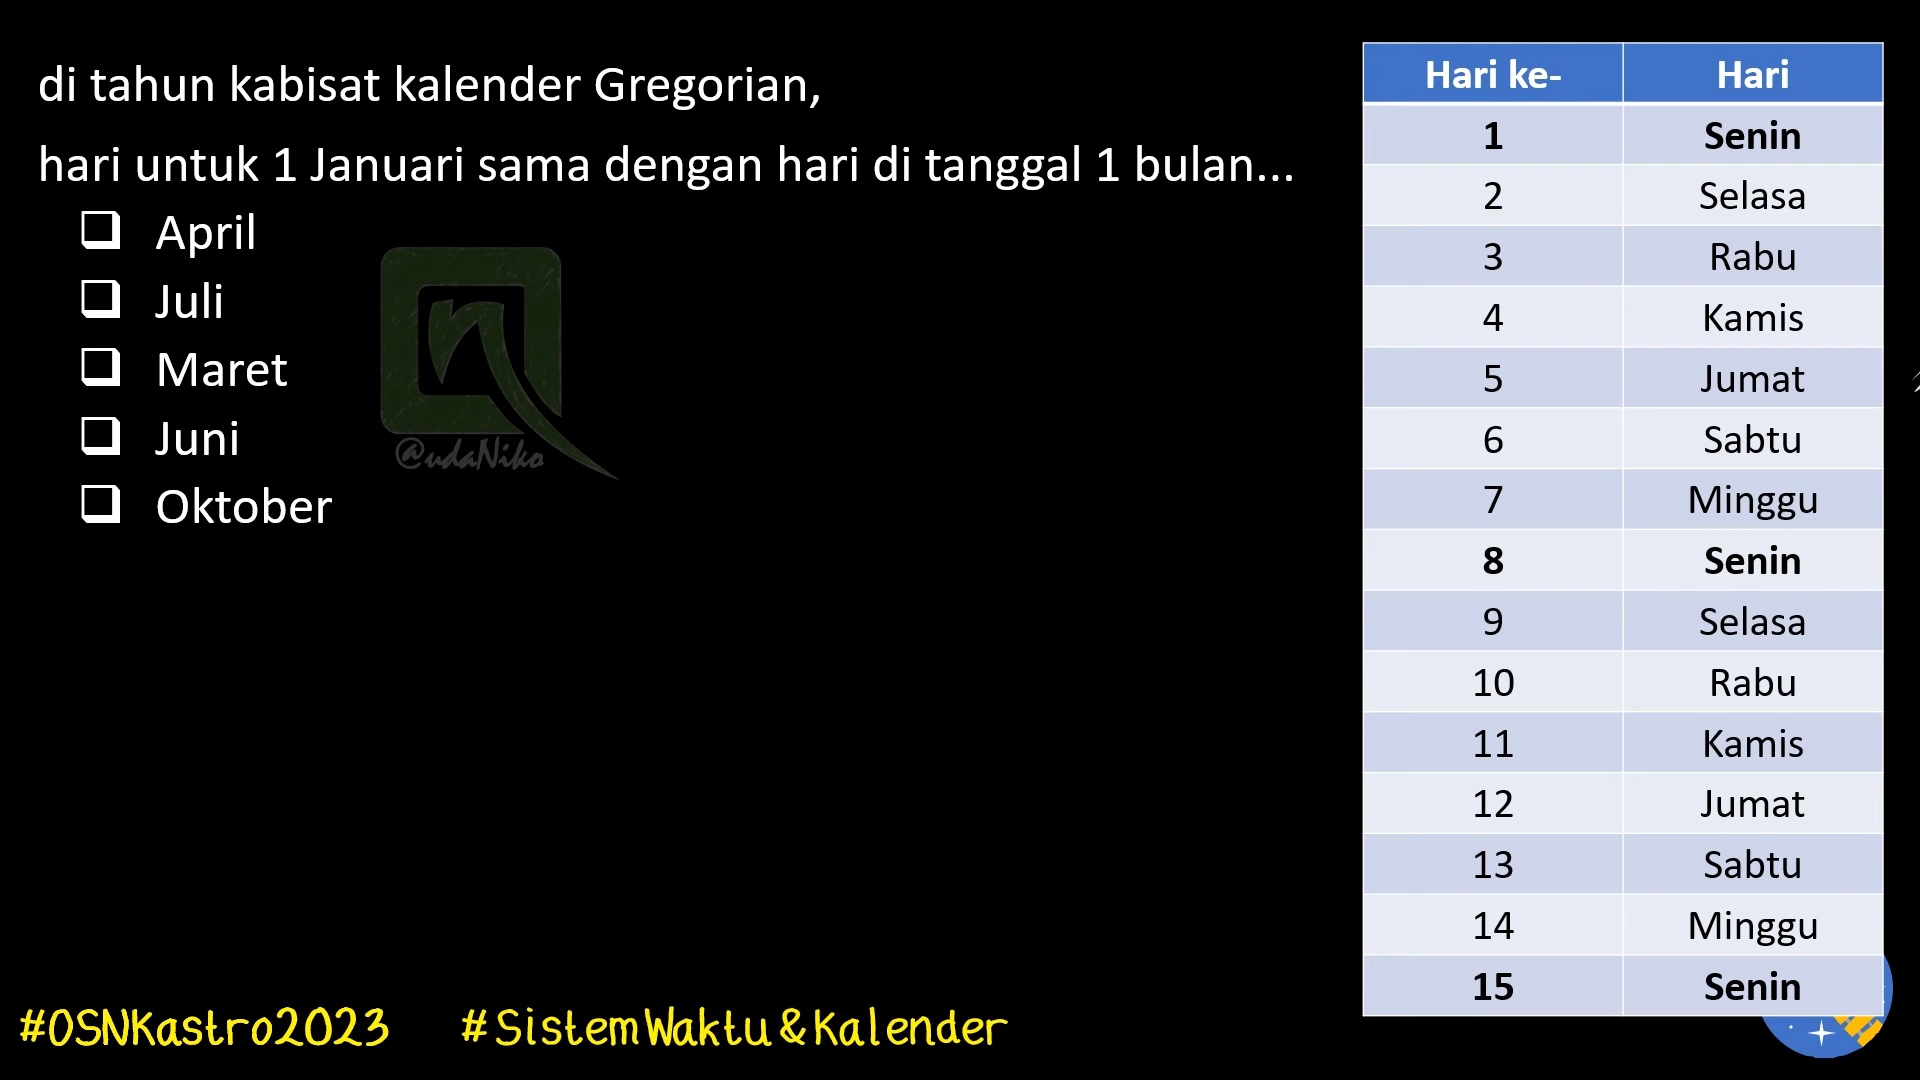 di tahun kabisat kalender Gregorian,
hari untuk 1 Januari sama dengan hari di tanggal 1 bulan...
April
Juli
Maret
Juni
Oktober
@udaNiko
Hari ke- Hari
1 Senin
2 Selasa
3 Rabu
4 Kamis
5 Jumat
6 Sabtu
7 Minggu
8 Senin
9 Selasa
10 Rabu
11 Kamis
12 Jumat
13 Sabtu
14 Minggu
15 Senin
#OSNKastro2023 #SistemWaktu&Kalender